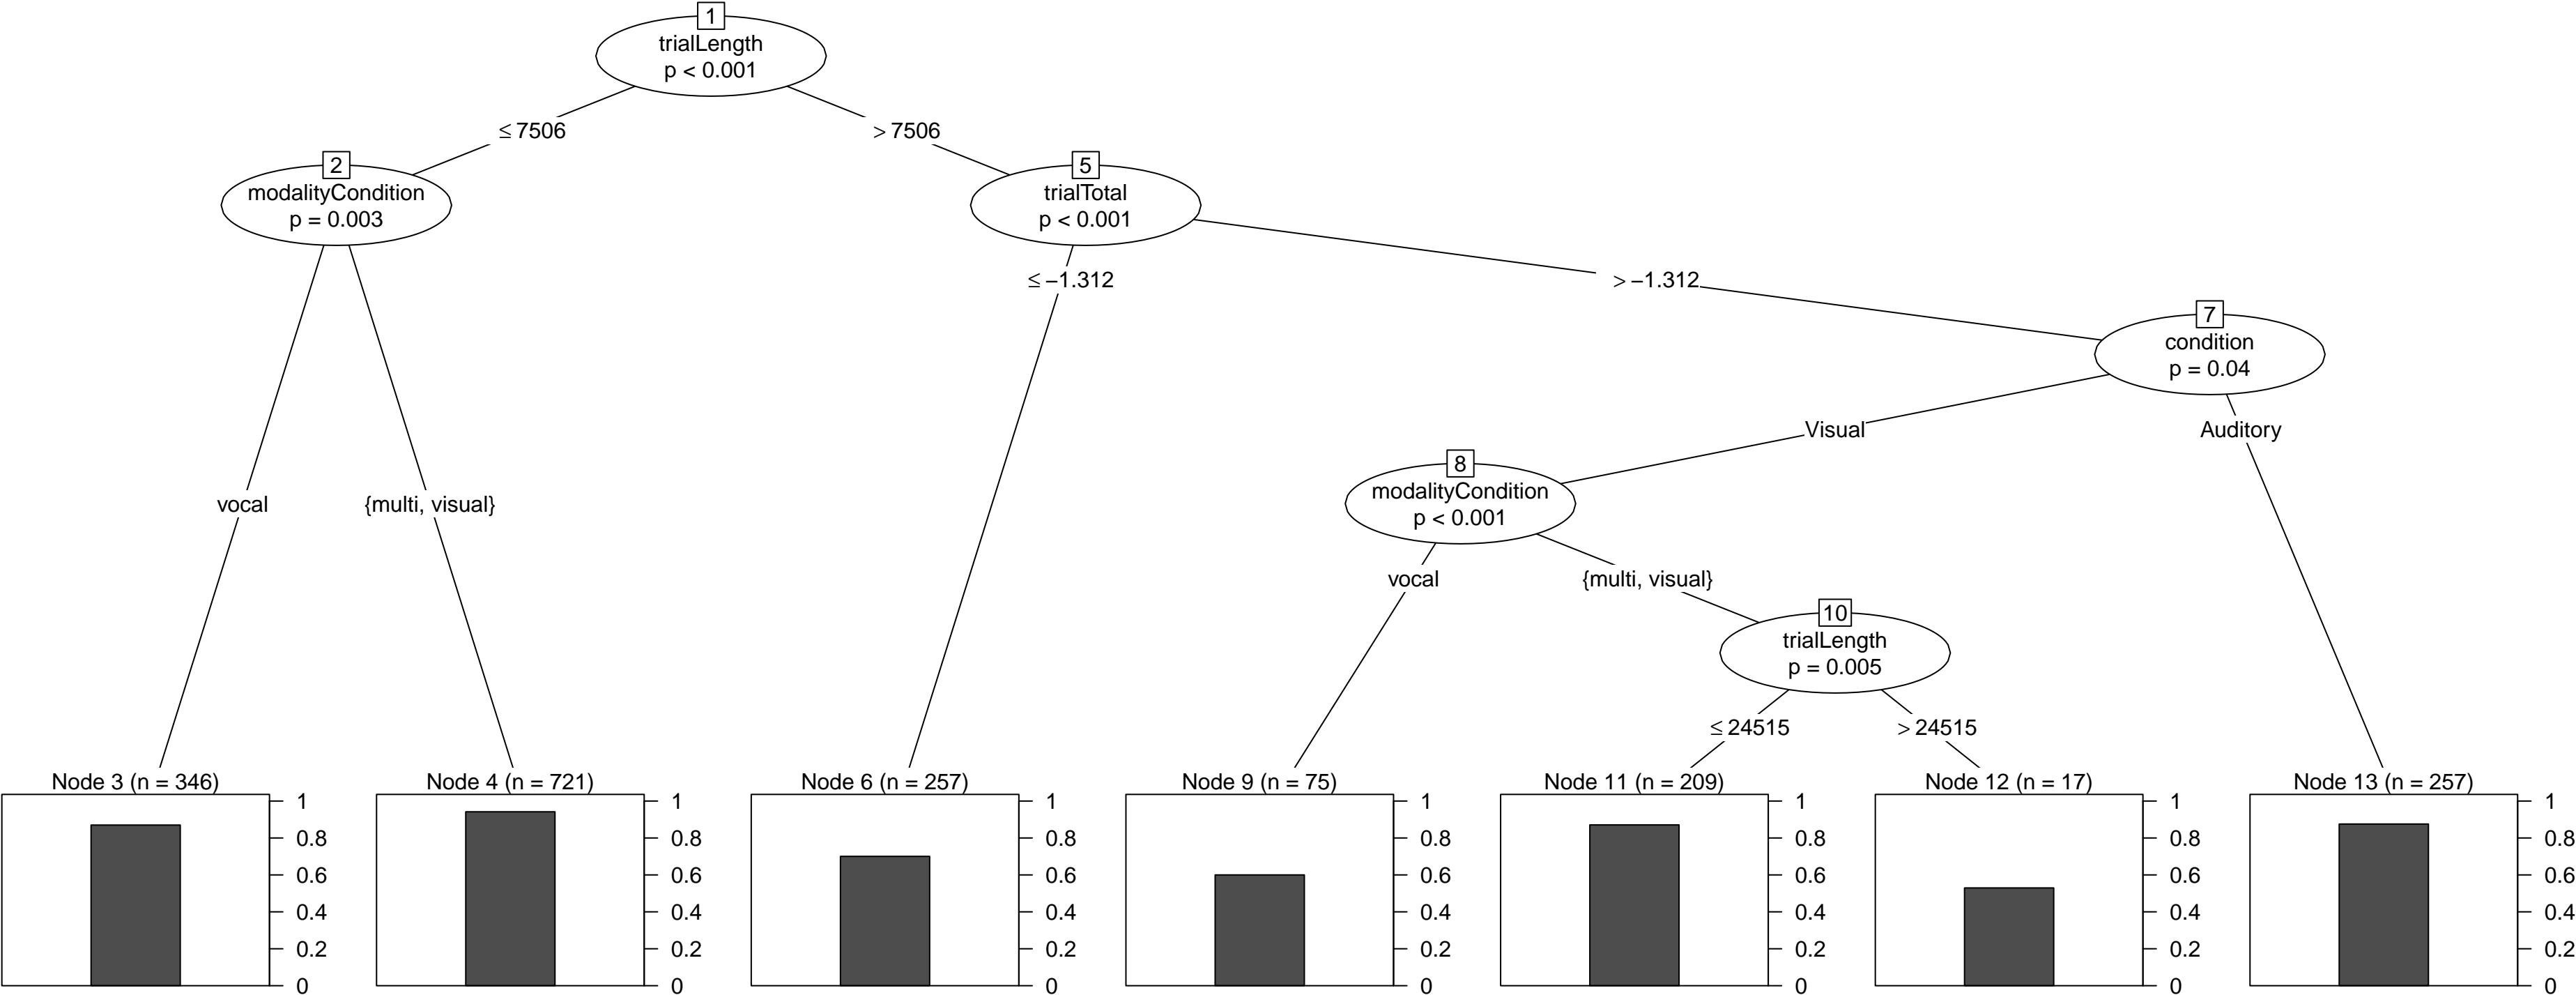 1
trialLength
p < 0.001
≤ 7506
> 7506
2
modalityCondition
p = 0.003
5
trialTotal
p < 0.001
≤ −1.312
> −1.312
7
condition
p = 0.04
Visual
Auditory
8
modalityCondition
p < 0.001
vocal
{multi, visual}
vocal
{multi, visual}
10
trialLength
p = 0.005
≤ 24515
> 24515
Node 3 (n = 346)
1
0.8
0.6
0.4
0.2
0
Node 4 (n = 721)
1
0.8
0.6
0.4
0.2
0
Node 6 (n = 257)
1
0.8
0.6
0.4
0.2
0
Node 9 (n = 75)
1
0.8
0.6
0.4
0.2
0
Node 11 (n = 209)
1
0.8
0.6
0.4
0.2
0
Node 12 (n = 17)
1
0.8
0.6
0.4
0.2
0
Node 13 (n = 257)
1
0.8
0.6
0.4
0.2
0